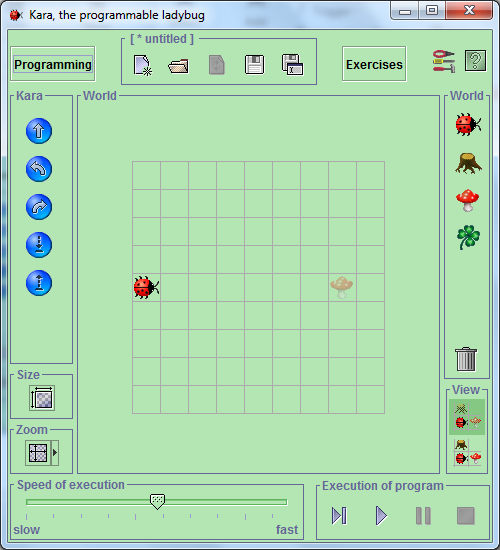 Kara, the programmable ladybug
[ * untitled ]
Programming
Exercises
Kara
World
World
Size
View
Zoom
Speed of execution
slow
fast
Execution of program